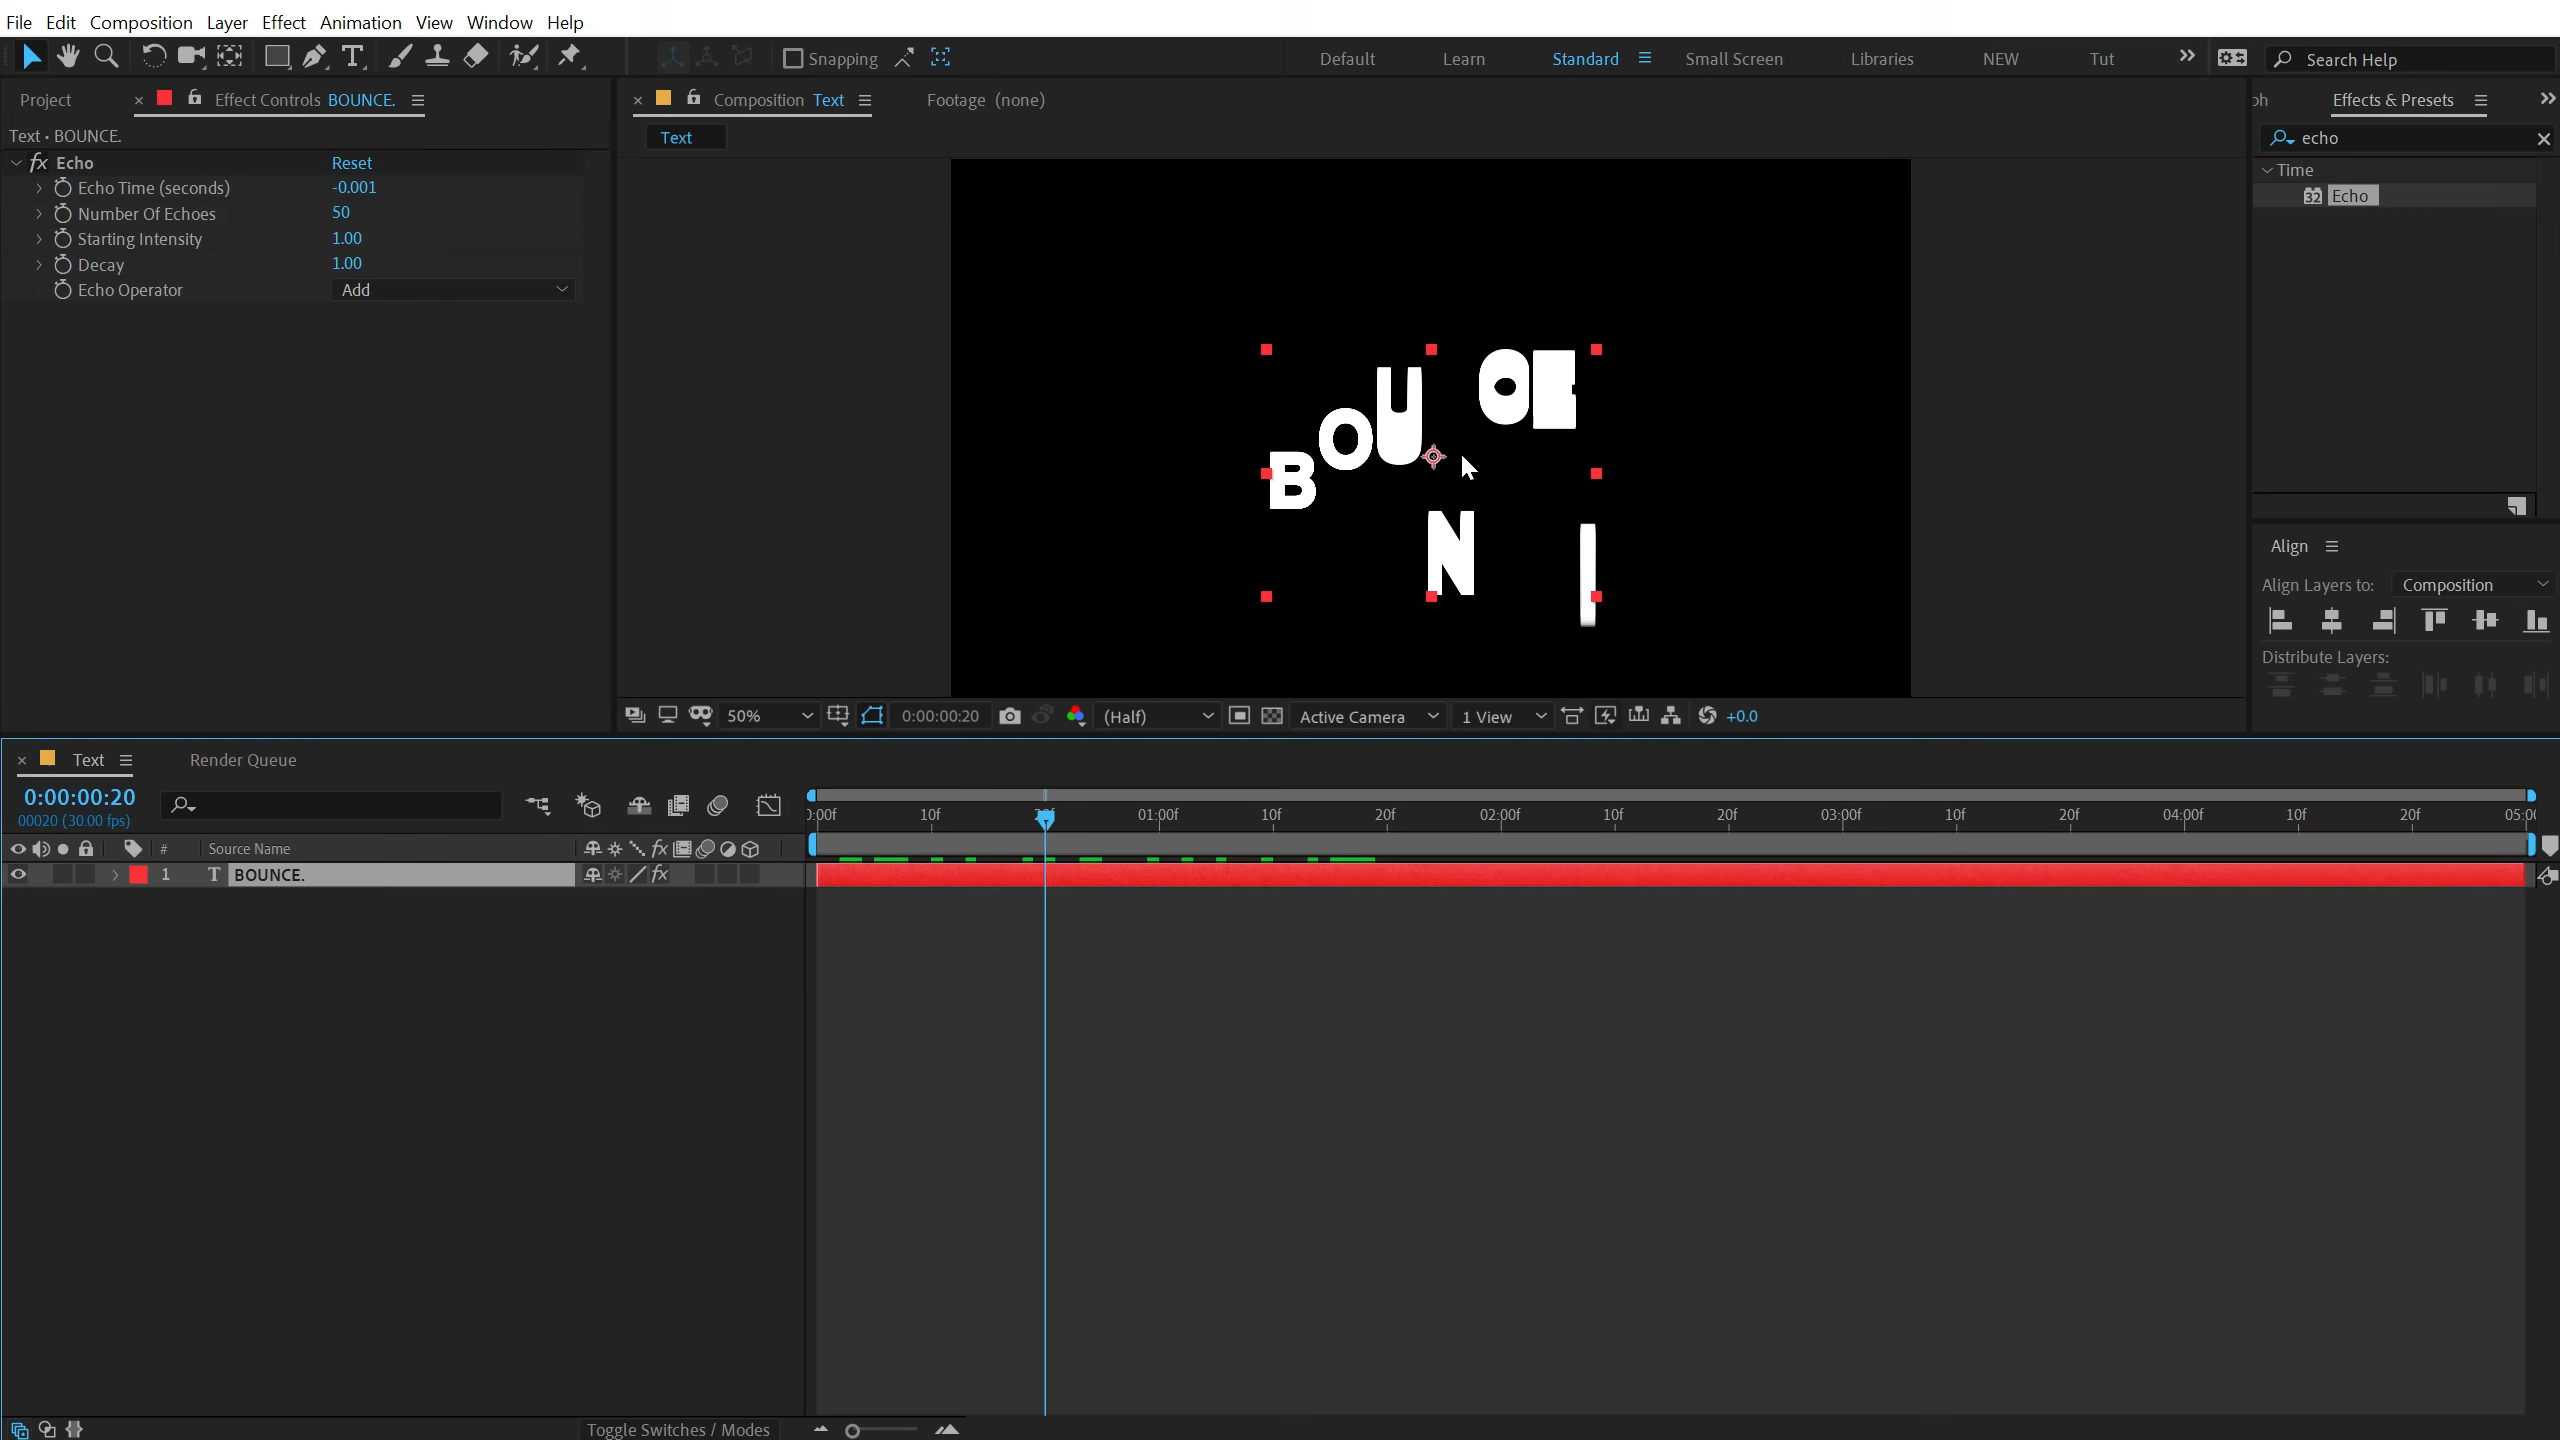 File Edit Composition Layer Effect Animation View Window Help
Snapping
Default Learn Standard Small Screen Libraries NEW Tut Search Help
Project Effect Controls BOUNCE. Composition Text Footage (none) Effects & Presets
Text • BOUNCE.
Text
echo
fx Echo Reset
Time
Echo Time (seconds) -0.001
Echo
Number Of Echoes 50
Starting Intensity 1.00
Decay 1.00
Echo Operator Add
BOUNCE
Align
Align Layers to: Composition
Distribute Layers:
50% 0:00:00:20 (Half) Active Camera 1 View +0.0
Text Render Queue
0:00:00:20
00020 (30.00 fps)
0:00f 10f 20f 01:00f 10f 20f 02:00f 10f 20f 03:00f 10f 20f 04:00f 10f 20f 05:00
# Source Name fx
1 T BOUNCE. fx
Toggle Switches / Modes